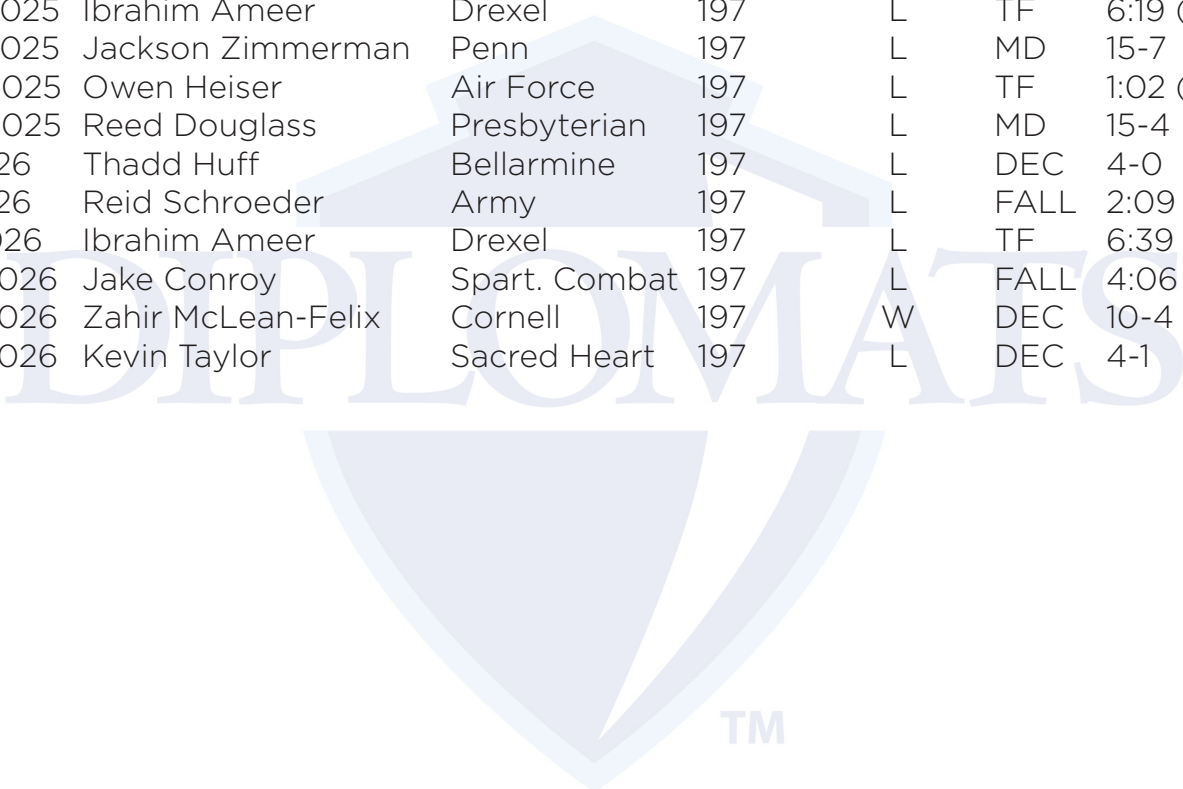 025 Ibrahim Ameer Drexel 197 L TF 6:19 (
025 Jackson Zimmerman Penn 197 L MD 15-7
025 Owen Heiser Air Force 197 L TF 1:02 (
025 Reed Douglass Presbyterian 197 L MD 15-4
26 Thadd Huff Bellarmine 197 L DEC 4-0
26 Reid Schroeder Army 197 L FALL 2:09
026 Ibrahim Ameer Drexel 197 L TF 6:39
026 Jake Conroy Spart. Combat 197 L FALL 4:06
026 Zahir McLean-Felix Cornell 197 W DEC 10-4
026 Kevin Taylor Sacred Heart 197 L DEC 4-1
DIPLOMATS
TM